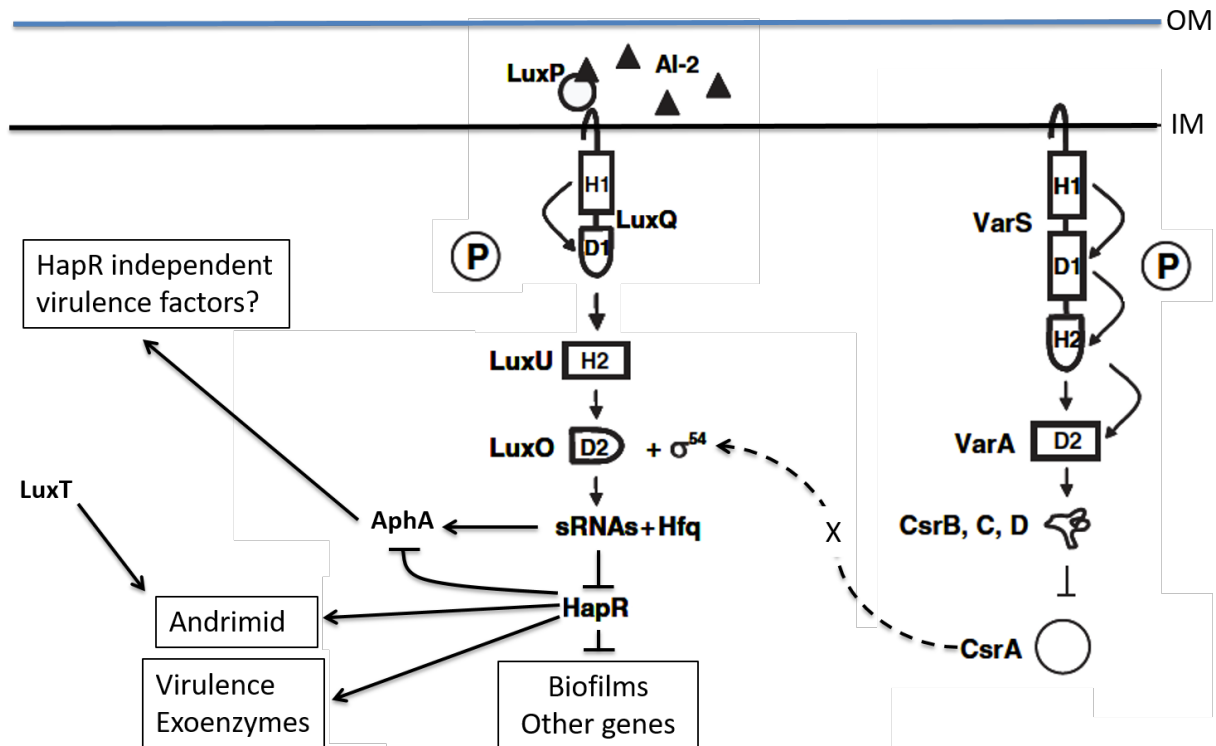 OM
LuxP
AI-2
IM
H1
LuxQ
D1
P
H1
VarS
D1
P
H2
HapR independent
virulence factors?
LuxU
H2
LuxO
D2
+ σ54
VarA
D2
LuxT
AphA
sRNAs+Hfq
X
CsrB, C, D
Andrimid
HapR
CsrA
Virulence
Exoenzymes
Biofilms
Other genes